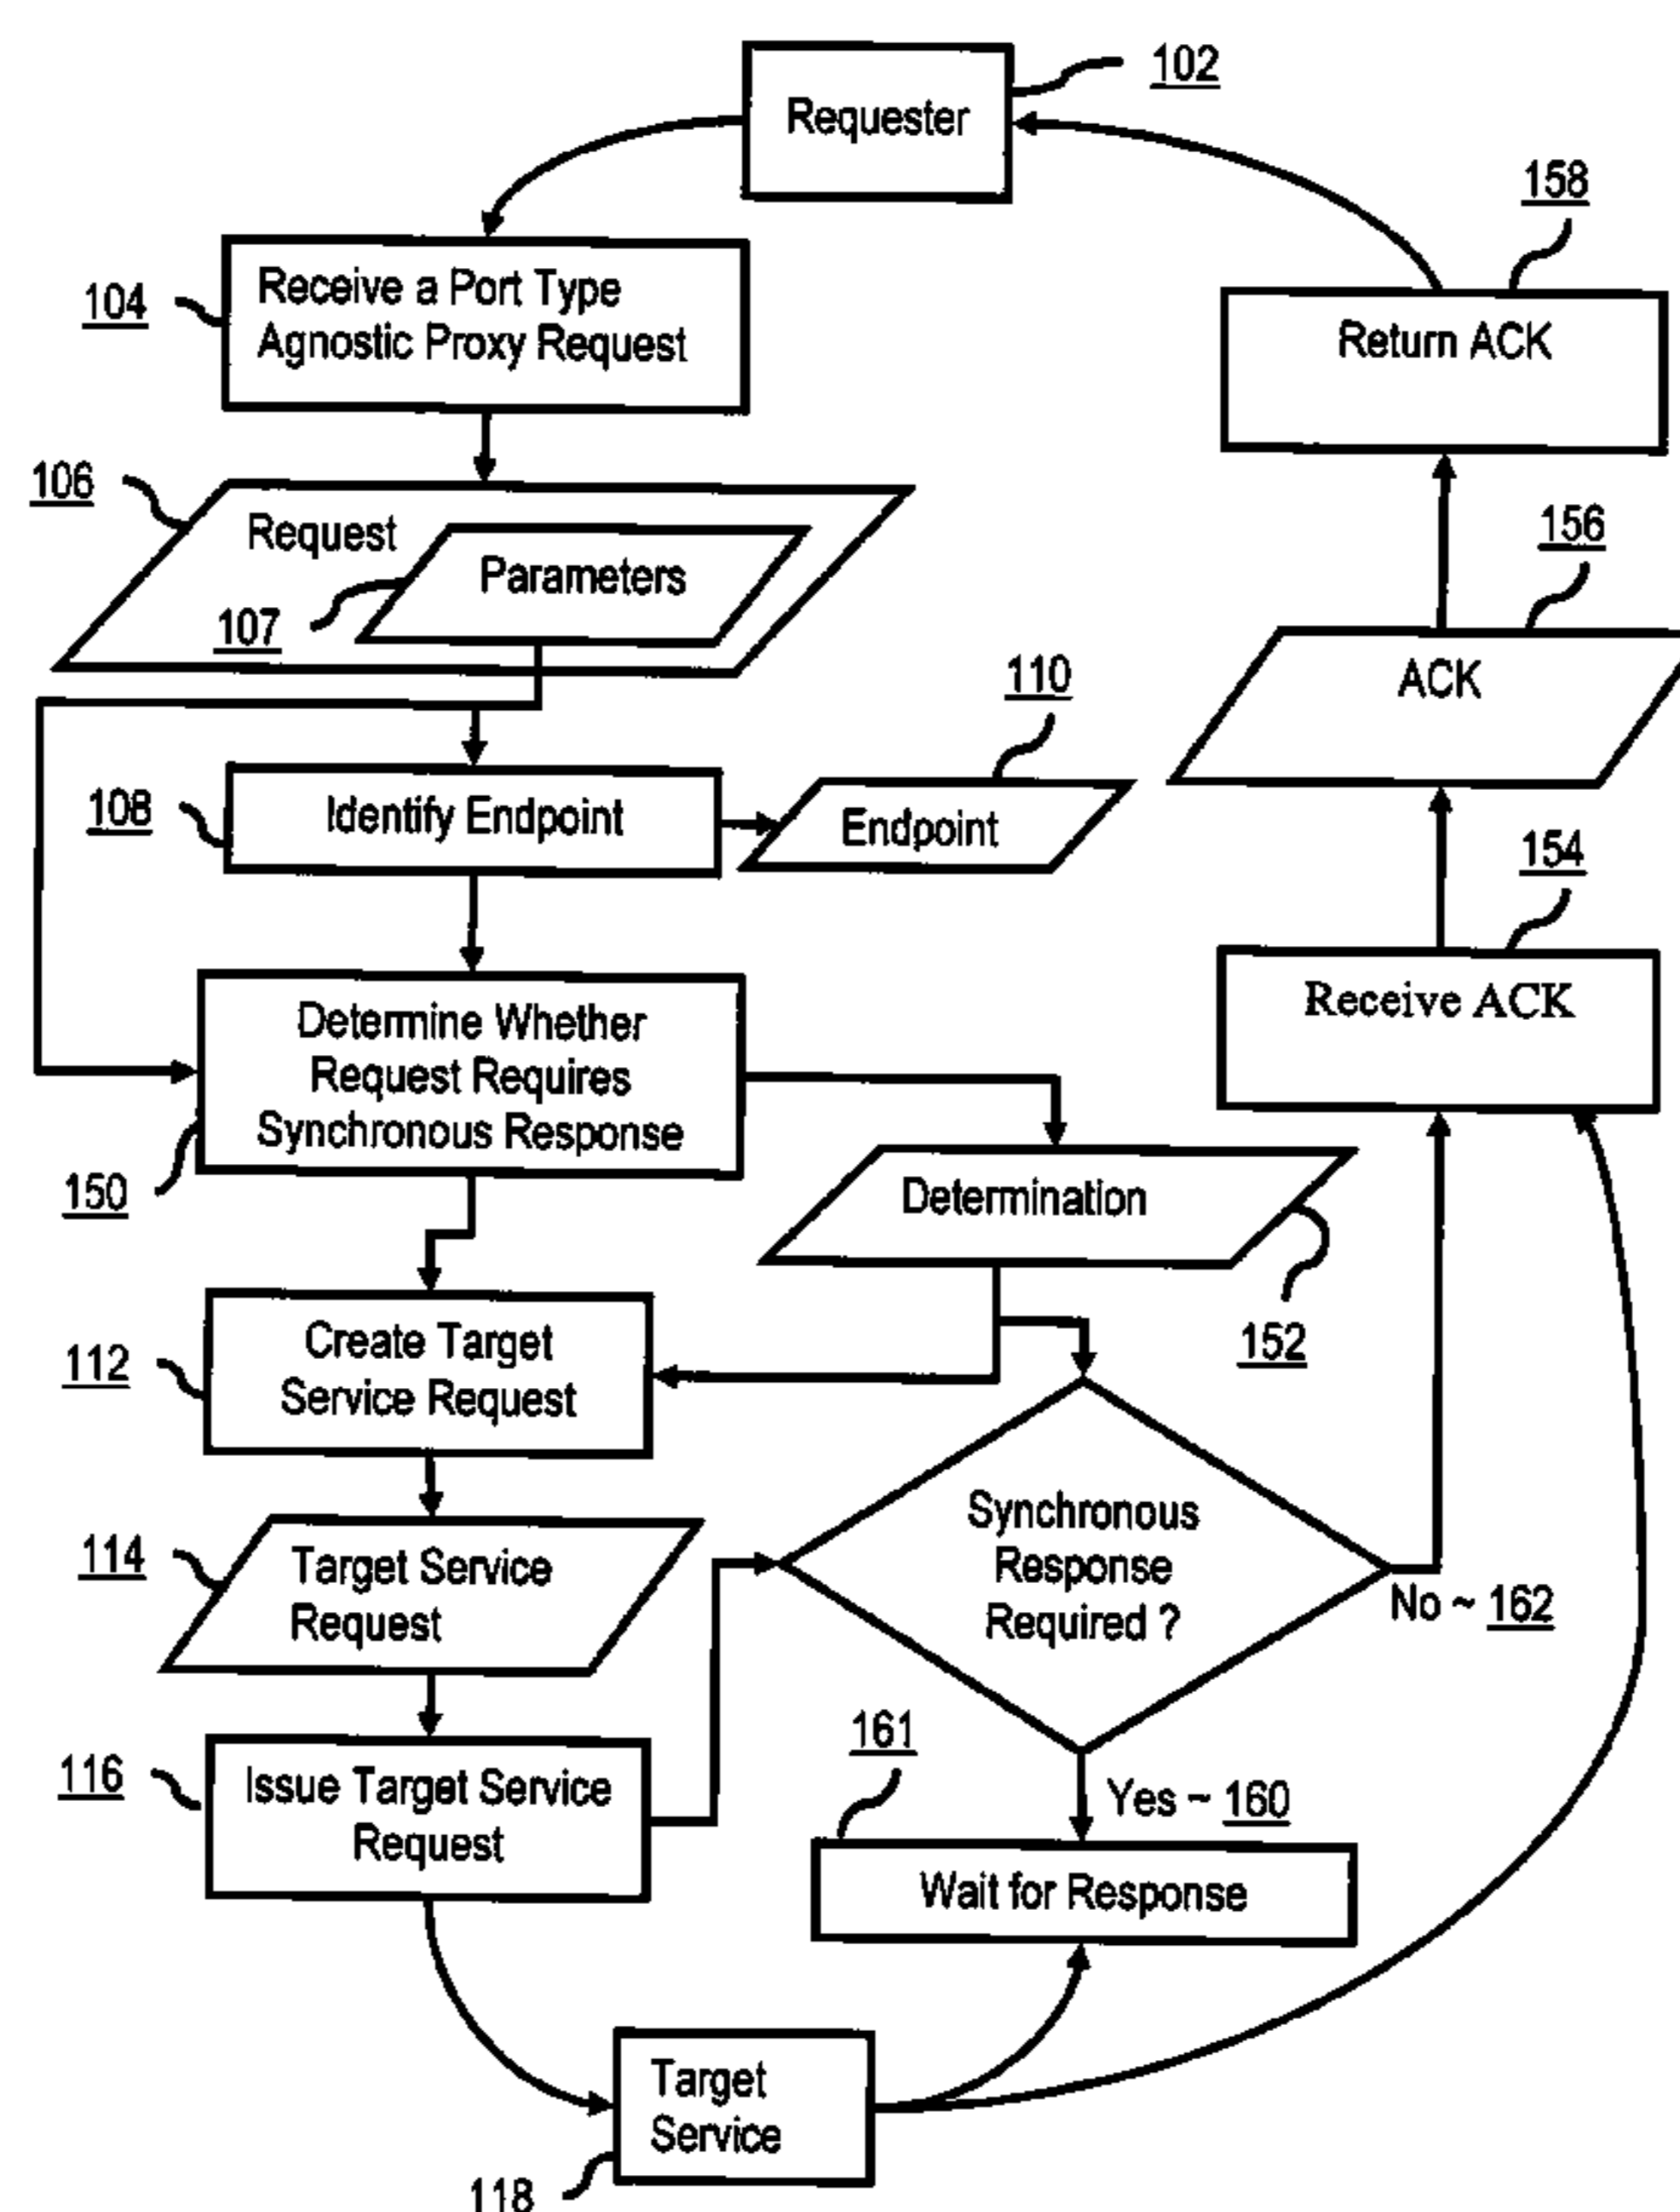 102
Requester
158
Receive a Port Type
Agnostic Proxy Request
104
Return ACK
106
Request
Parameters
107
156
ACK
110
108
Identify Endpoint
Endpoint
154
Receive ACK
Determine Whether
Request Requires
Synchronous Response
150
Determination
152
Create Target
Service Request
112
Synchronous
Response
Required ?
No ~ 162
114
Target Service
Request
161
116
Issue Target Service
Request
Yes ~ 160
Wait for Response
Target
Service
118